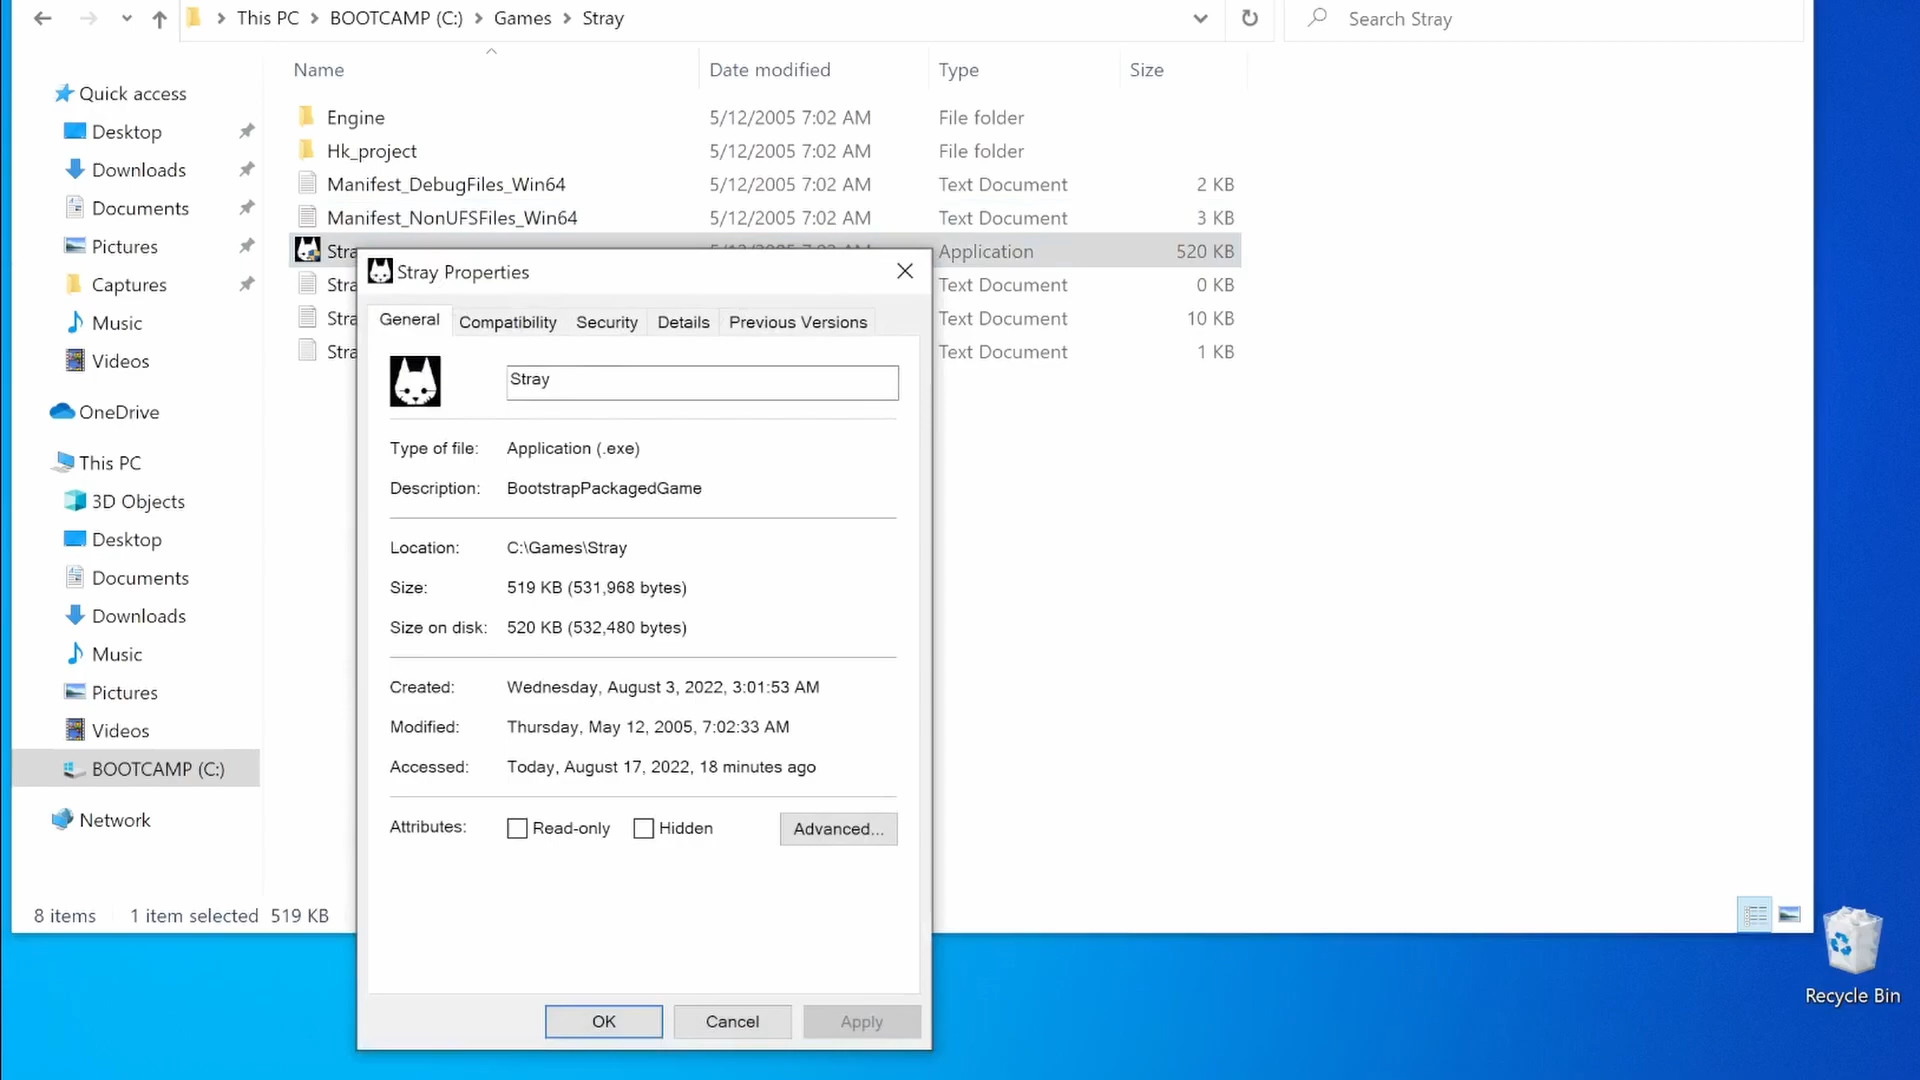 This PC > BOOTCAMP (C:) > Games > Stray
Search Stray
Name Date modified Type Size
Quick access
Desktop
Downloads
Documents
Pictures
Captures
Music
Videos
OneDrive
This PC
3D Objects
Desktop
Documents
Downloads
Music
Pictures
Videos
BOOTCAMP (C:)
Network
Engine 5/12/2005 7:02 AM File folder
Hk_project 5/12/2005 7:02 AM File folder
Manifest_DebugFiles_Win64 5/12/2005 7:02 AM Text Document 2 KB
Manifest_NonUFSFiles_Win64 5/12/2005 7:02 AM Text Document 3 KB
Stra Application 520 KB
Stra Text Document 0 KB
Stra Text Document 10 KB
Stra Text Document 1 KB
Stray Properties
General Compatibility Security Details Previous Versions
Stray
Type of file: Application (.exe)
Description: BootstrapPackagedGame
Location: C:\Games\Stray
Size: 519 KB (531,968 bytes)
Size on disk: 520 KB (532,480 bytes)
Created: Wednesday, August 3, 2022, 3:01:53 AM
Modified: Thursday, May 12, 2005, 7:02:33 AM
Accessed: Today, August 17, 2022, 18 minutes ago
Attributes: Read-only Hidden Advanced...
OK Cancel Apply
8 items 1 item selected 519 KB
Recycle Bin